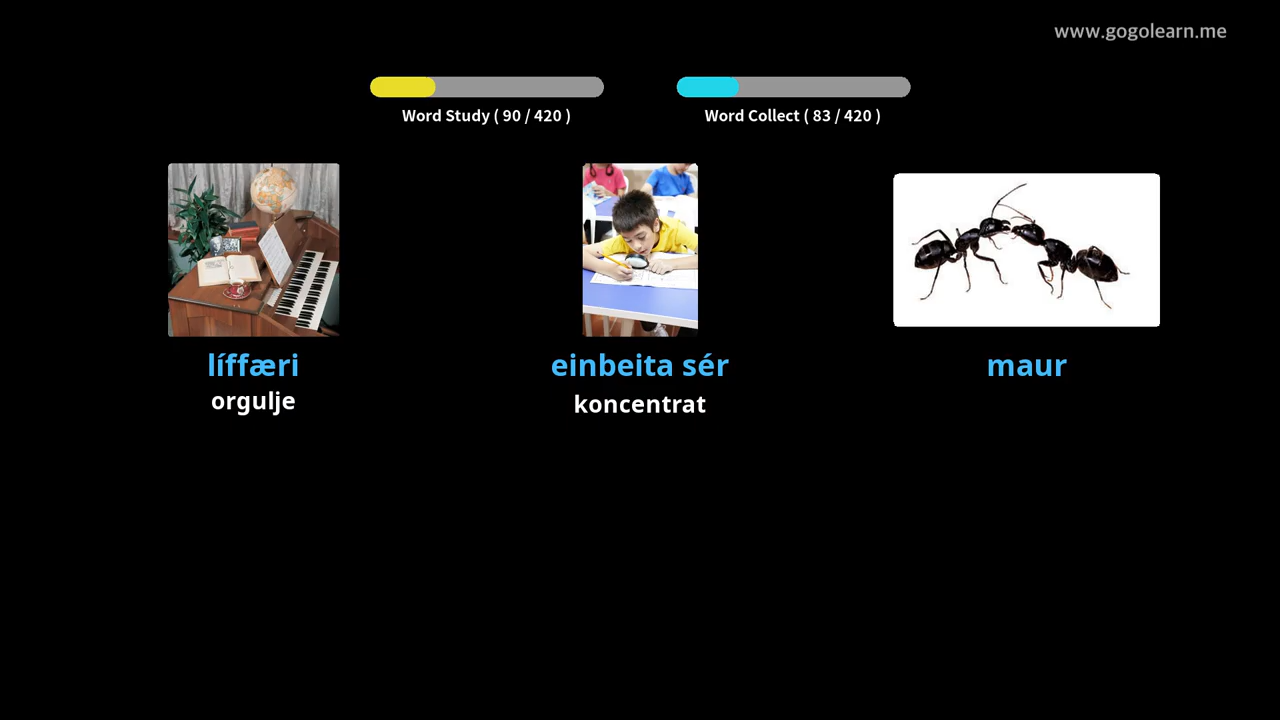 www.gogolearn.me
Word Study ( 90 / 420 )
Word Collect ( 83 / 420 )
líffæri
einbeita sér
maur
orgulje
koncentrat